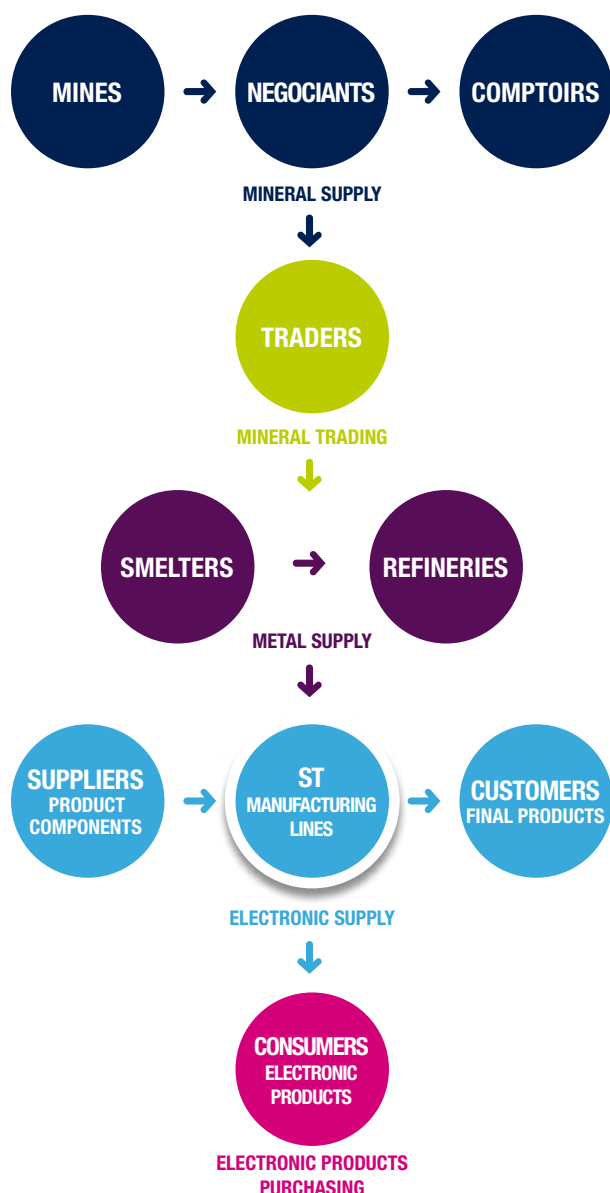 MINES
NEGOCIANTS
COMPTOIRS
MINERAL SUPPLY
TRADERS
MINERAL TRADING
SMELTERS
REFINERIES
METAL SUPPLY
SUPPLIERS
PRODUCT
COMPONENTS
ST
MANUFACTURING
LINES
CUSTOMERS
FINAL PRODUCTS
ELECTRONIC SUPPLY
CONSUMERS
ELECTRONIC
PRODUCTS
ELECTRONIC PRODUCTS
PURCHASING